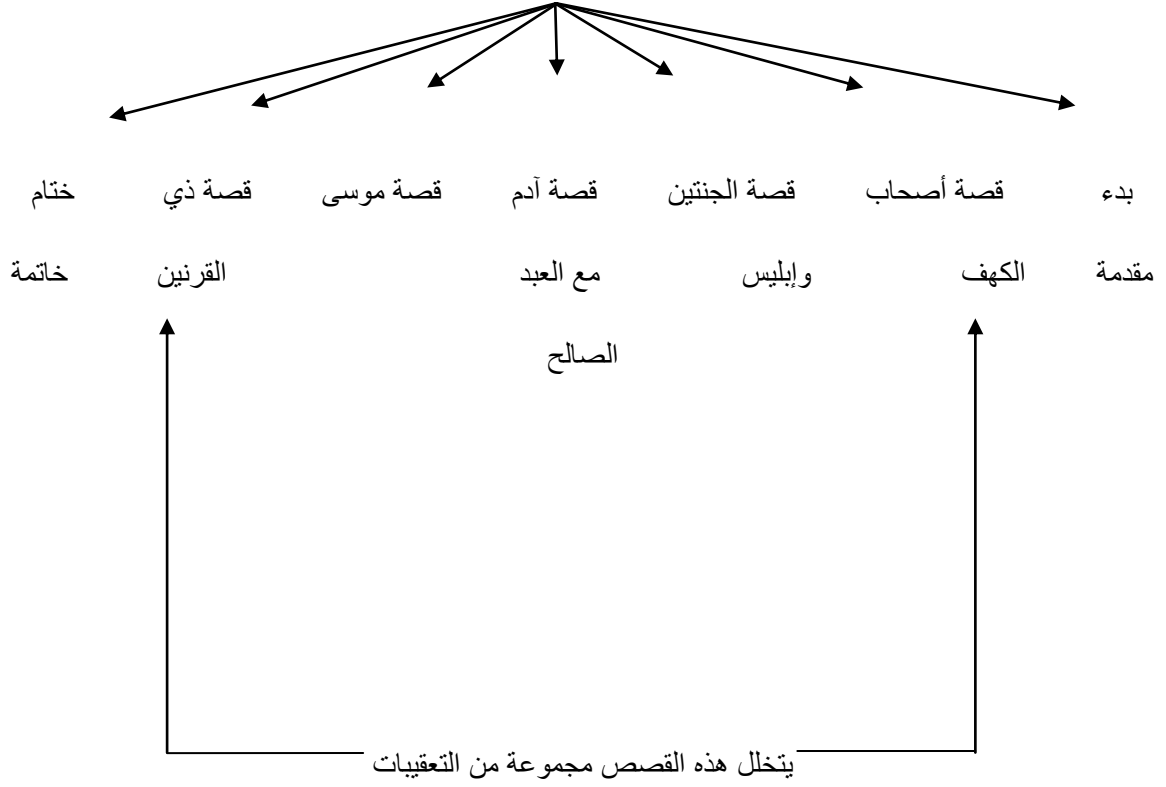 بدء قصة أصحاب قصة الجنتين قصة آدم قصة موسى قصة ذي ختام
مقدمة الكهف وإبليس مع العبد القرنين خاتمة
الصالح
يتخلل هذه القصص مجموعة من التعقيبات